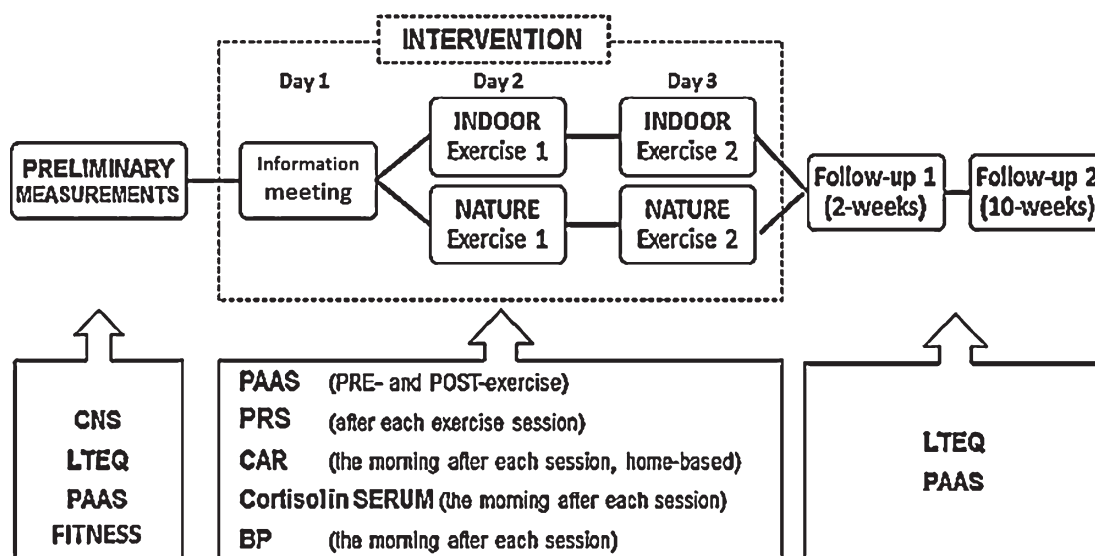 INTERVENTION
Day 1
Day 2
Day 3
PRELIMINARY
MEASUREMENTS
Information
meeting
INDOOR
Exercise 1
INDOOR
Exercise 2
NATURE
Exercise 1
NATURE
Exercise 2
Follow-up 1
(2-weeks)
Follow-up 2
(10-weeks)
CNS
LTEQ
PAAS
FITNESS
PAAS (PRE- and POST-exercise)
PRS (after each exercise session)
CAR (the morning after each session, home-based)
Cortisolin SERUM (the morning after each session)
BP (the morning after each session)
LTEQ
PAAS